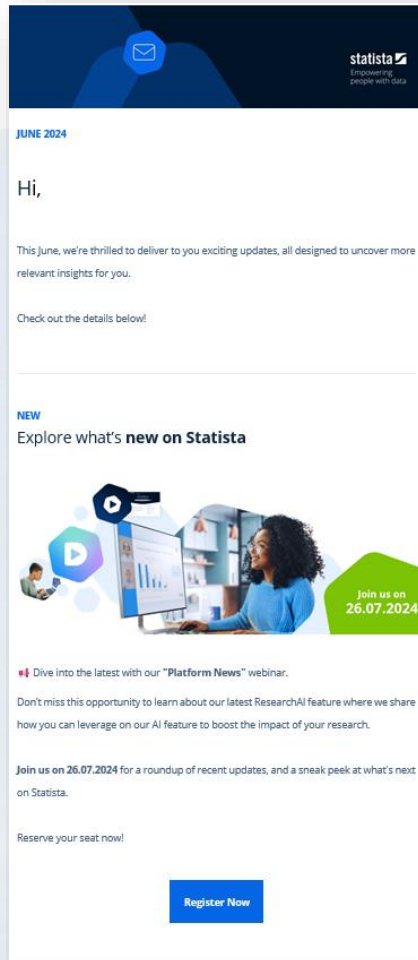 statista
Empowering
people with data
JUNE 2024
Hi,
This June, we're thrilled to deliver to you exciting updates, all designed to uncover more
relevant insights for you.
Check out the details below!
NEW
Explore what's new on Statista
Join us on
26.07.2024
Dive into the latest with our "Platform News" webinar.
Don't miss this opportunity to learn about our latest ResearchAI feature where we share
how you can leverage on our AI feature to boost the impact of your research.
Join us on 26.07.2024 for a roundup of recent updates, and a sneak peek at what's next
on Statista.
Reserve your seat now!
Register Now